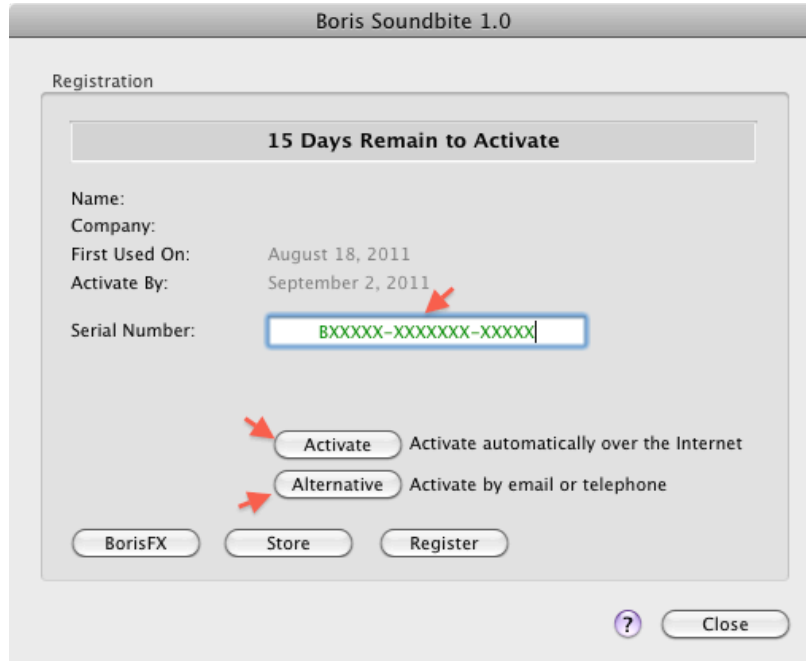 Boris Soundbite 1.0
Registration
15 Days Remain to Activate
Name:
Company:
First Used On: August 18, 2011
Activate By: September 2, 2011
Serial Number: BXXXXX-XXXXXXX-XXXXX
Activate Activate automatically over the Internet
Alternative Activate by email or telephone
BorisFX Store Register
? Close